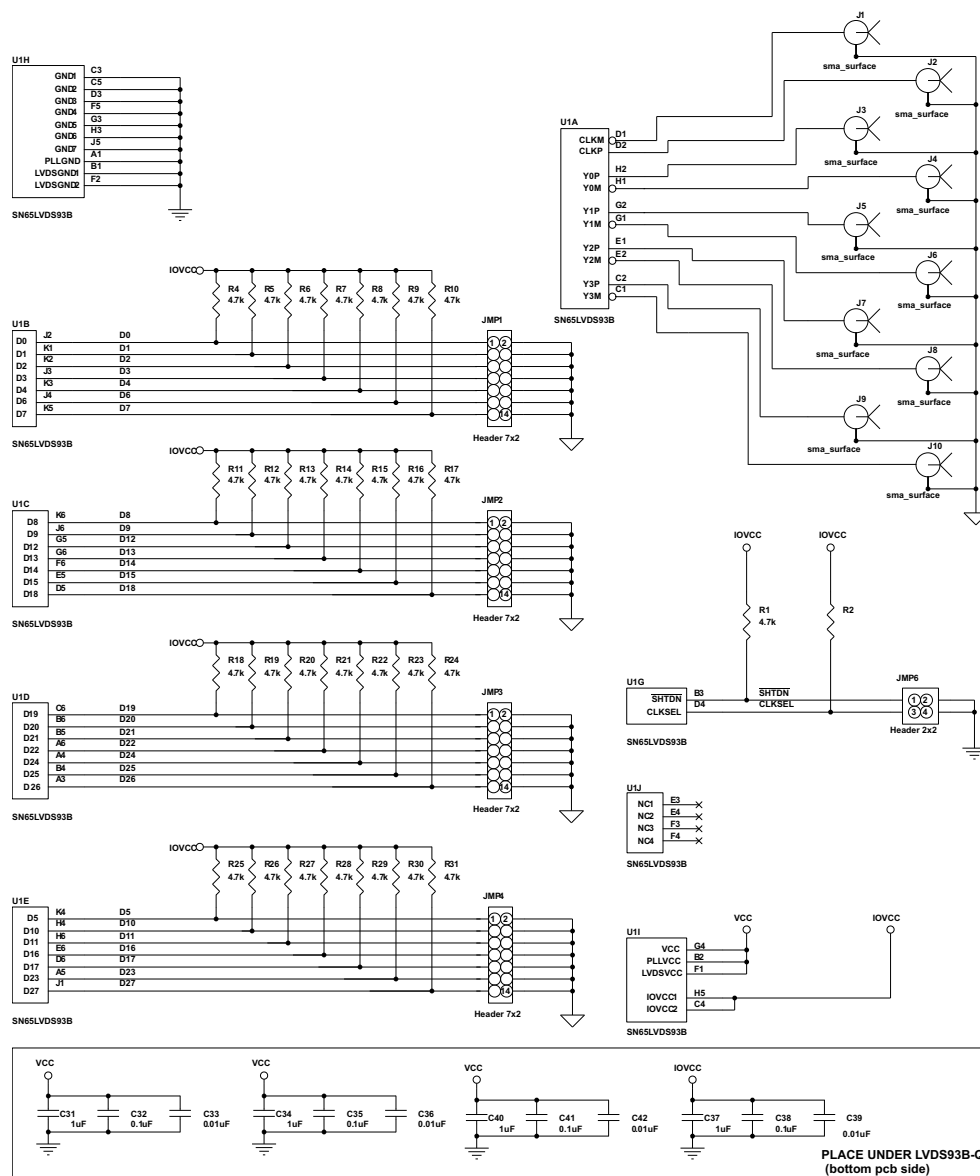 U1H
GND1 C3
GND2 C5
GND3 D3
GND4 F5
GND5 G3
GND6 H3
GND7 J5
PLLGND A1
LVDSGND1 B1
LVDSGND2 F2
SN65LVDS93B
U1A
CLKM D1
CLKP D2
Y0P H2
Y0M H1
Y1P G2
Y1M G1
Y2P E1
Y2M E2
Y3P C2
Y3M C1
SN65LVDS93B
J1
sma_surface
J2
sma_surface
J3
sma_surface
J4
sma_surface
J5
sma_surface
J6
sma_surface
J7
sma_surface
J8
sma_surface
J9
sma_surface
J10
sma_surface
IOVCC
R4 R5 R6 R7 R8 R9 R10
4.7k 4.7k 4.7k 4.7k 4.7k 4.7k 4.7k
U1B
JMP1
D0 J2 D0 1 2
D1 K1 D1
D2 K2 D2
D3 J3 D3
D4 K3 D4
D6 J4 D6
D7 K5 D7 14
SN65LVDS93B
Header 7x2
IOVCC
R11 R12 R13 R14 R15 R16 R17
4.7k 4.7k 4.7k 4.7k 4.7k 4.7k 4.7k
U1C
JMP2
D8 K6 D8 1 2
D9 J6 D9
D12 G5 D12
D13 G6 D13
D14 F6 D14
D15 E5 D15
D18 D5 D18 14
SN65LVDS93B
Header 7x2
IOVCC
R18 R19 R20 R21 R22 R23 R24
4.7k 4.7k 4.7k 4.7k 4.7k 4.7k 4.7k
U1D
JMP3
D19 C6 D19 1 2
D20 B6 D20
D21 B5 D21
D22 A6 D22
D24 A4 D24
D25 B4 D25
D26 A3 D26 14
SN65LVDS93B
Header 7x2
IOVCC
R25 R26 R27 R28 R29 R30 R31
4.7k 4.7k 4.7k 4.7k 4.7k 4.7k 4.7k
U1E
JMP4
D5 K4 D5 1 2
D10 H4 D10
D11 H6 D11
D16 E6 D16
D17 D6 D17
D23 A5 D23
D27 J1 D27 14
SN65LVDS93B
Header 7x2
IOVCC IOVCC
R1 R2
4.7k
U1G
JMP6
SHTDN B3 SHTDN 1 2
CLKSEL D4 CLKSEL 3 4
SN65LVDS93B
Header 2x2
U1J
NC1 E3
NC2 E4
NC3 F3
NC4 F4
SN65LVDS93B
VCC IOVCC
U1I
VCC G4
PLLVCC B2
LVDSVCC F1
IOVCC1 H5
IOVCC2 C4
SN65LVDS93B
VCC VCC VCC IOVCC
C31 C32 C33 C34 C35 C36 C40 C41 C42 C37 C38 C39
1uF 0.1uF 0.01uF 1uF 0.1uF 0.01uF 1uF 0.1uF 0.01uF 1uF 0.1uF 0.01uF
PLACE UNDER LVDS93B-
(bottom pcb side)